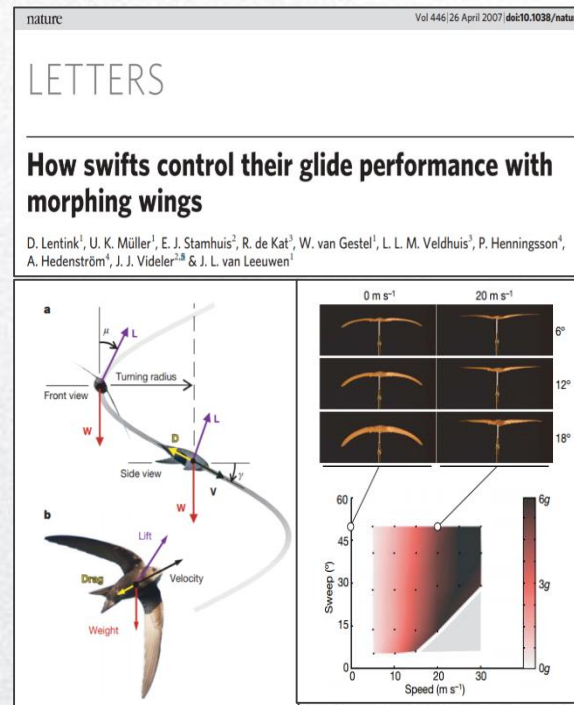 nature
Vol 446|26 April 2007|doi:10.1038/natur
LETTERS
How swifts control their glide performance with
morphing wings
D. Lentink¹, U. K. Müller¹, E. J. Stamhuis², R. de Kat³, W. van Gestel¹, L. L. M. Veldhuis³, P. Henningsson⁴,
A. Hedenström⁴, J. J. Videler²,⁵ & J. L. van Leeuwen¹
a
μ
L
Turning radius
Front view
W
L
D
Side view
γ
V
W
b
Lift
Drag
Velocity
Weight
0 m s⁻¹
20 m s⁻¹
6°
12°
18°
60
45
30
15
0
Sweep (°)
0
10
20
30
Speed (m s⁻¹)
6g
3g
0g